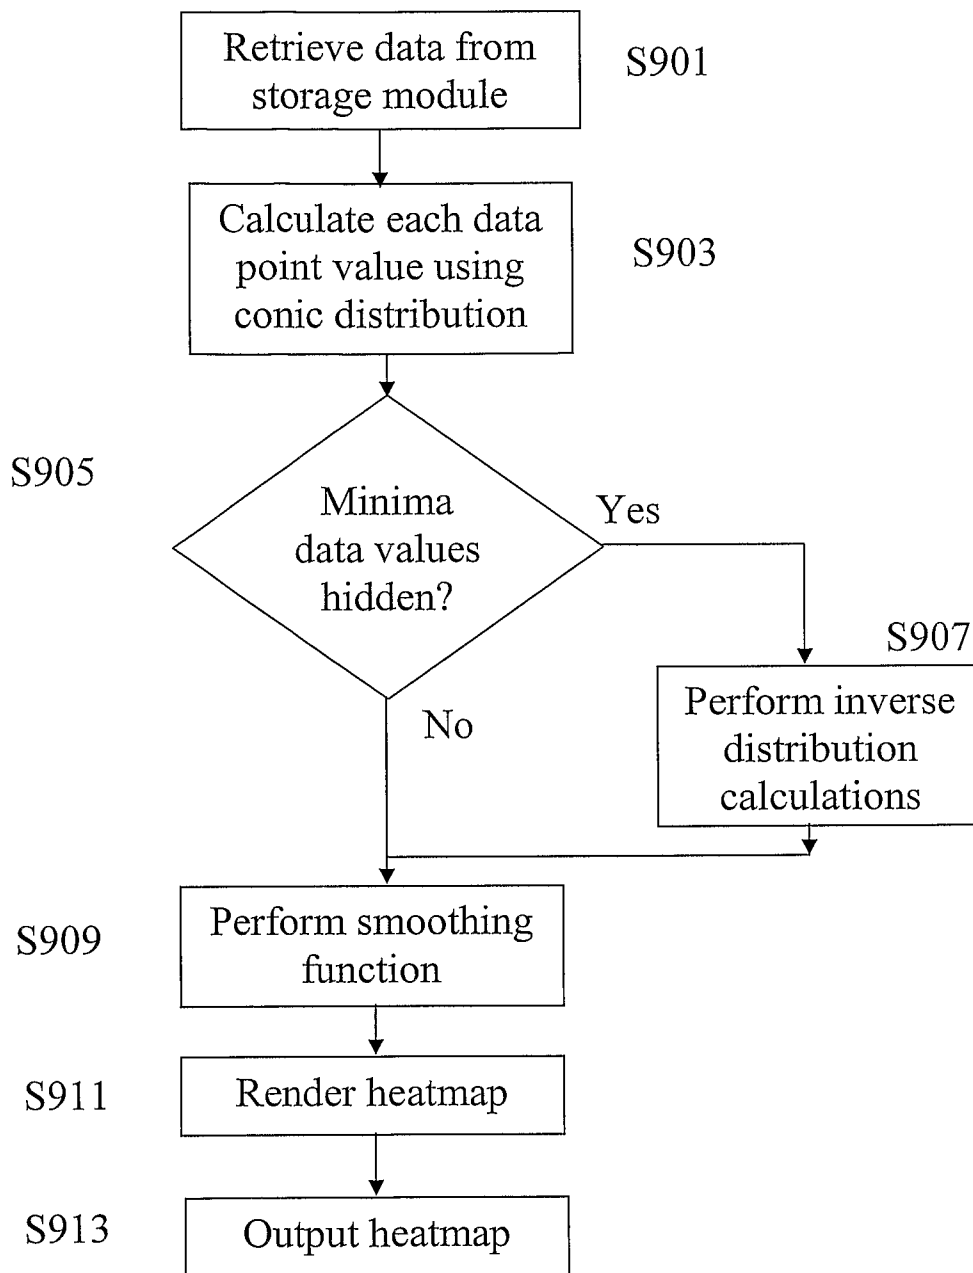 Retrieve data from
storage module
S901
Calculate each data
point value using
conic distribution
S903
S905
Minima
data values
hidden?
Yes
No
S907
Perform inverse
distribution
calculations
S909
Perform smoothing
function
S911
Render heatmap
S913
Output heatmap